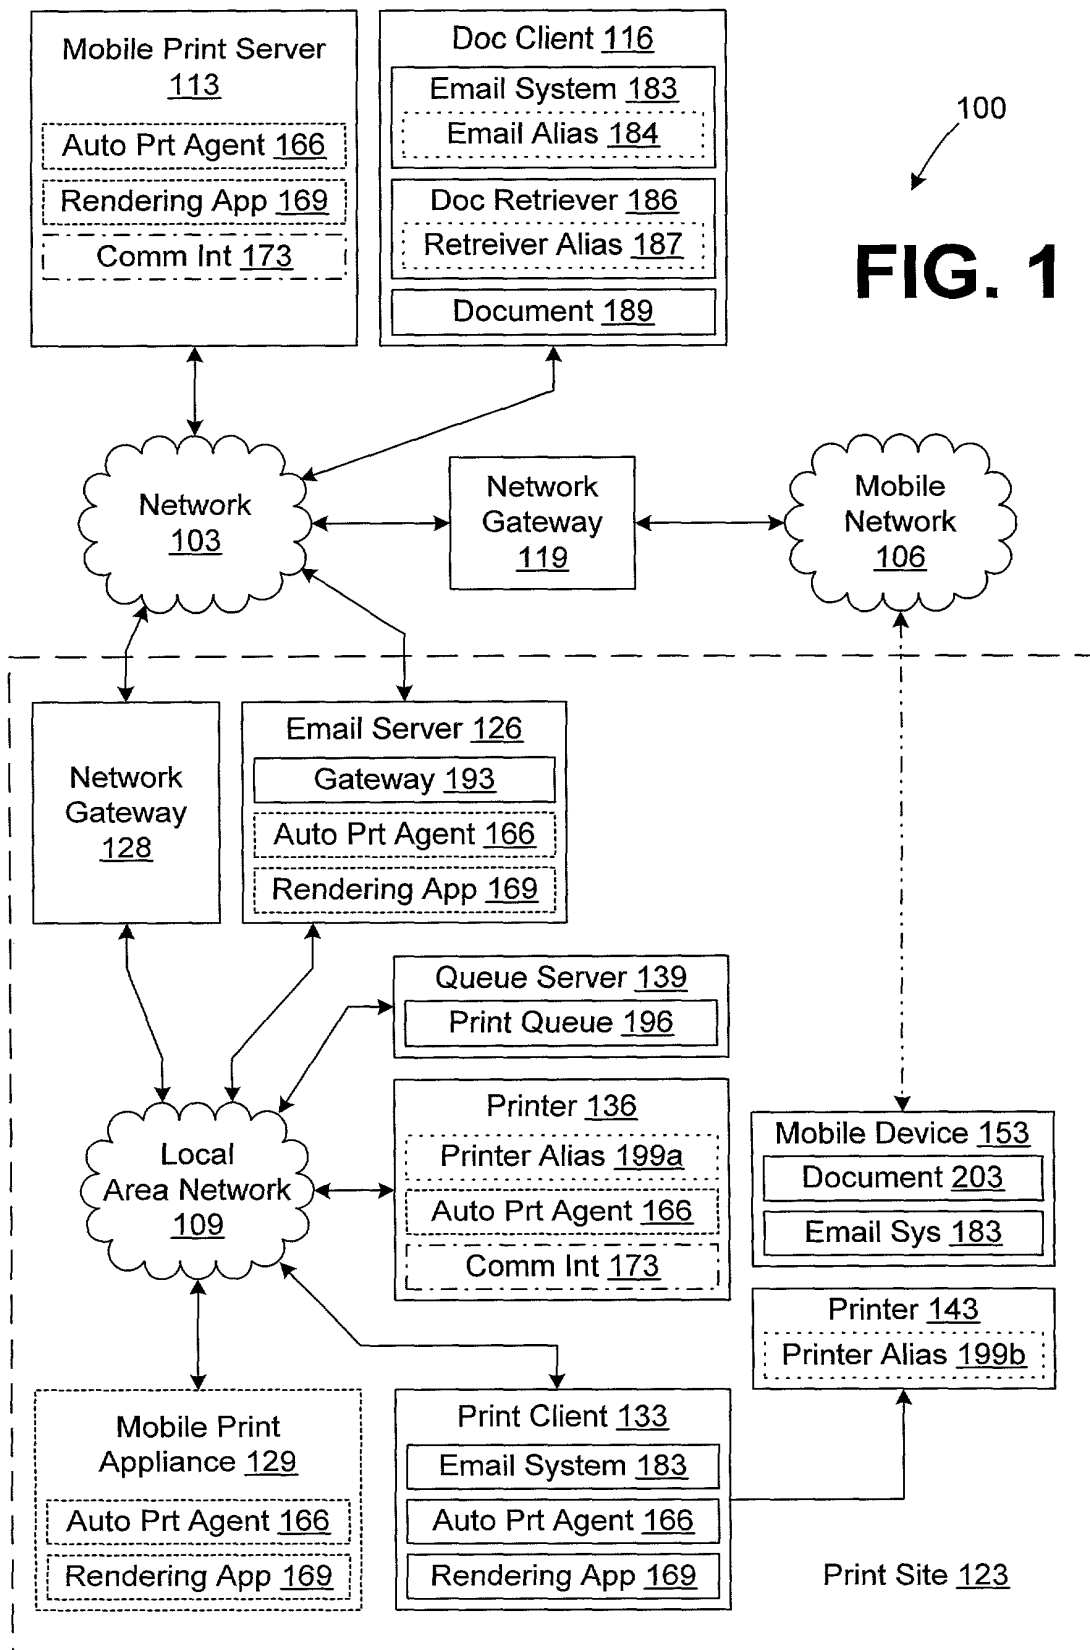 Mobile Print Server
113
Auto Prt Agent 166
Rendering App 169
Comm Int 173
Doc Client 116
Email System 183
Email Alias 184
Doc Retriever 186
Retreiver Alias 187
Document 189
100
FIG. 1
Network
103
Network
Gateway
119
Mobile
Network
106
Network
Gateway
128
Email Server 126
Gateway 193
Auto Prt Agent 166
Rendering App 169
Queue Server 139
Print Queue 196
Local
Area Network
109
Printer 136
Printer Alias 199a
Auto Prt Agent 166
Comm Int 173
Mobile Device 153
Document 203
Email Sys 183
Printer 143
Printer Alias 199b
Mobile Print
Appliance 129
Auto Prt Agent 166
Rendering App 169
Print Client 133
Email System 183
Auto Prt Agent 166
Rendering App 169
Print Site 123